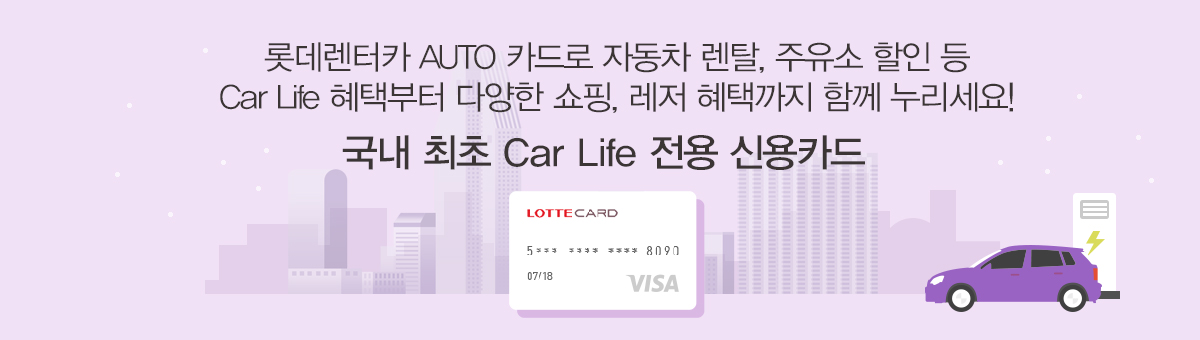 롯데렌터카 AUTO 카드로 자동차 렌탈, 주유소 할인 등
Car Life 혜택부터 다양한 쇼핑, 레저 혜택까지 함께 누리세요!
국내 최초 Car Life 전용 신용카드
LOTTECARD
5*** **** **** 8090
07/18
VISA